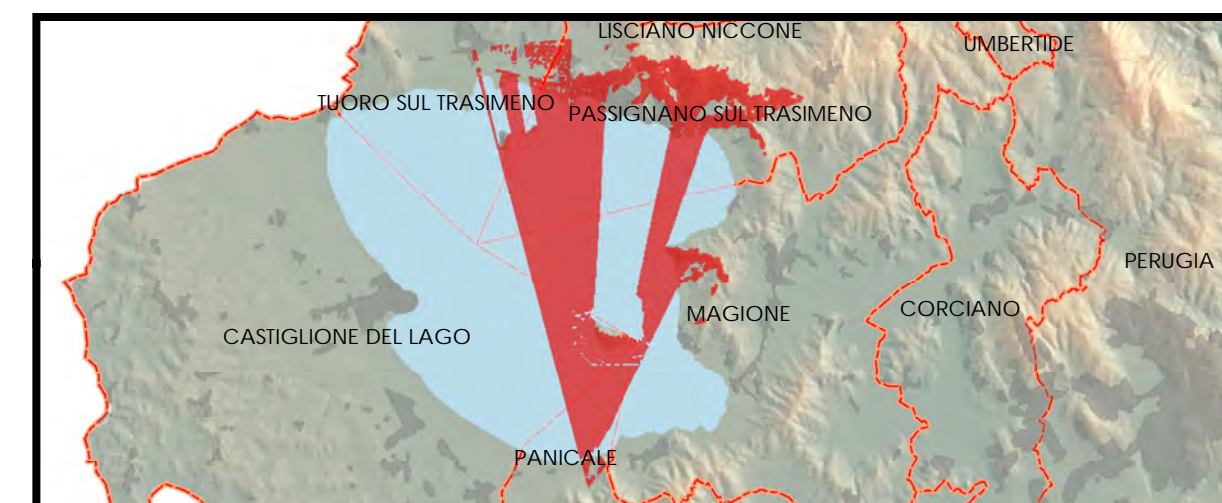 LISCIANO NICCONE
UMBERTIDE
TUORO SUL TRASIMENO
PASSIGNANO SUL TRASIMENO
PERUGIA
MAGIONE
CORCIANO
CASTIGLIONE DEL LAGO
PANICALE